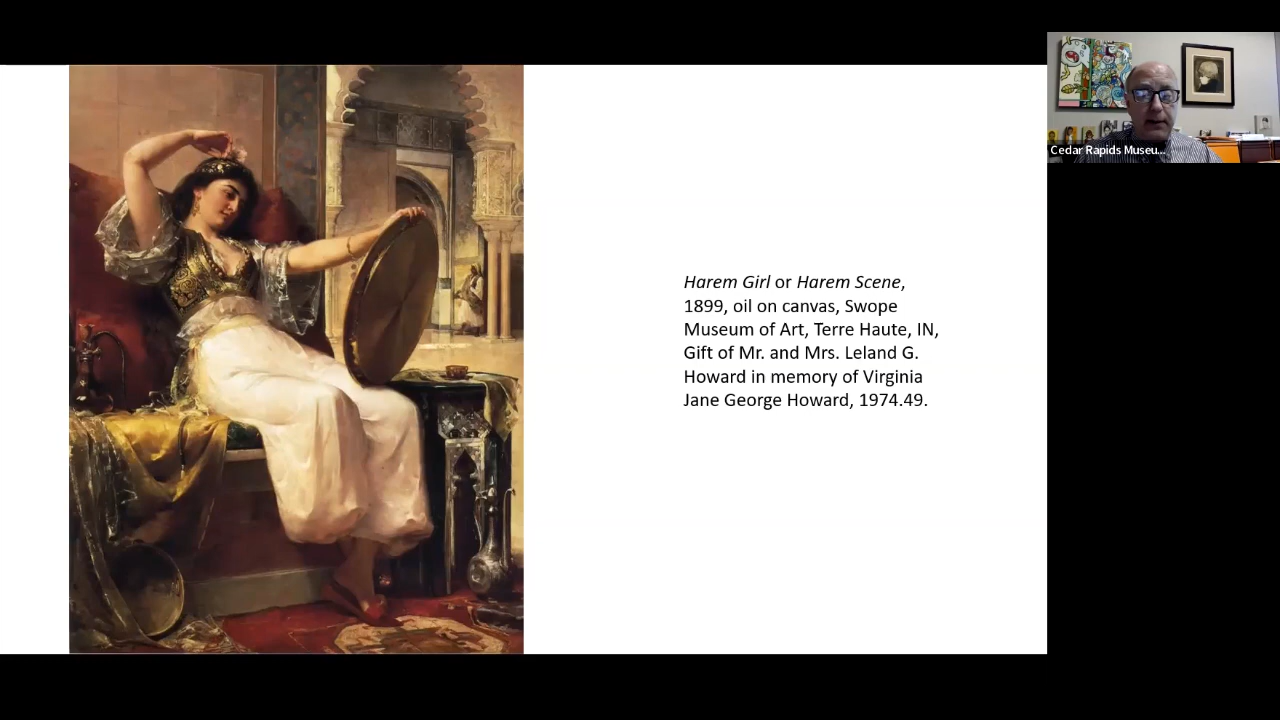 Harem Girl or Harem Scene,
1899, oil on canvas, Swope
Museum of Art, Terre Haute, IN,
Gift of Mr. and Mrs. Leland G.
Howard in memory of Virginia
Jane George Howard, 1974.49.
Cedar Rapids Museu...